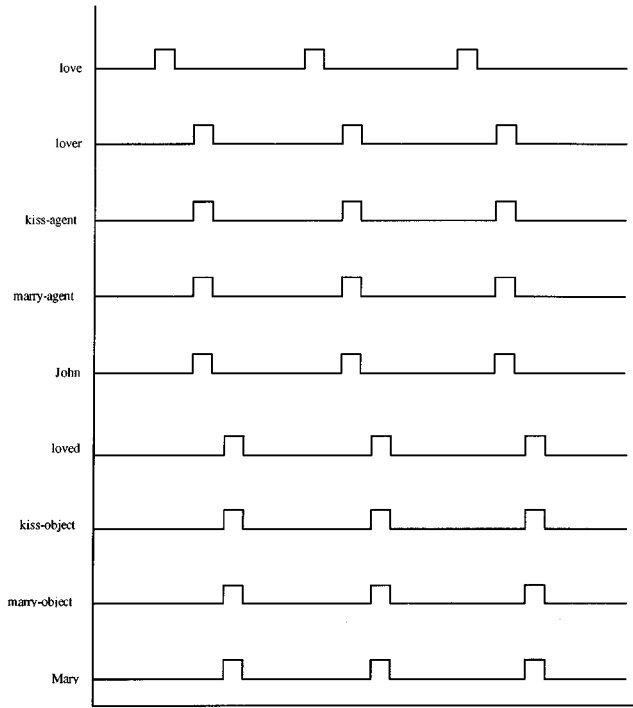 love
lover
kiss-agent
marry-agent
John
loved
kiss-object
marry-object
Mary